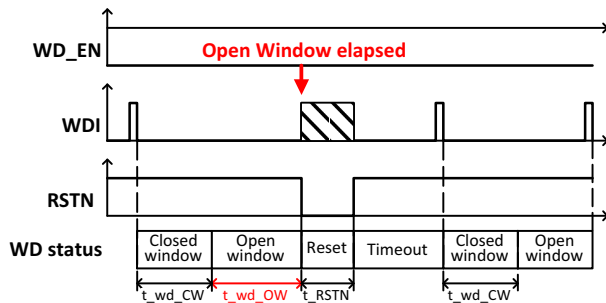 WD_EN
Open Window elapsed
WDI
RSTN
WD status
Closed window
Open window
Reset
Timeout
Closed window
Open window
t_wd_CW
t_wd_OW
t_RSTN
t_wd_CW